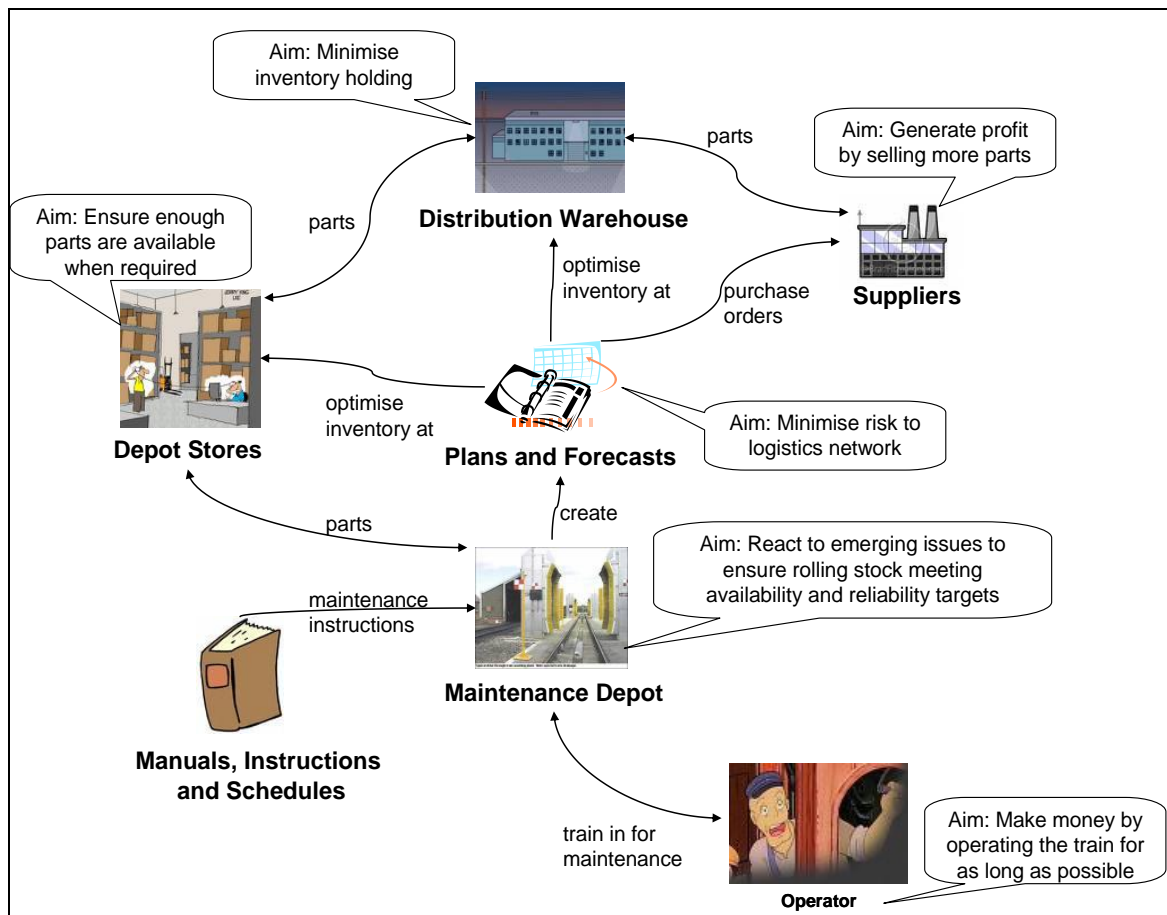 Aim: Minimise
inventory holding
parts
Aim: Generate profit
by selling more parts
Distribution Warehouse
Aim: Ensure enough
parts are available
when required
parts
optimise
inventory at
purchase
orders
Suppliers
optimise
inventory at
Aim: Minimise risk to
logistics network
Depot Stores
Plans and Forecasts
parts
create
Aim: React to emerging issues to
ensure rolling stock meeting
availability and reliability targets
maintenance
instructions
Maintenance Depot
Manuals, Instructions
and Schedules
train in for
maintenance
Aim: Make money by
operating the train for
as long as possible
Operator